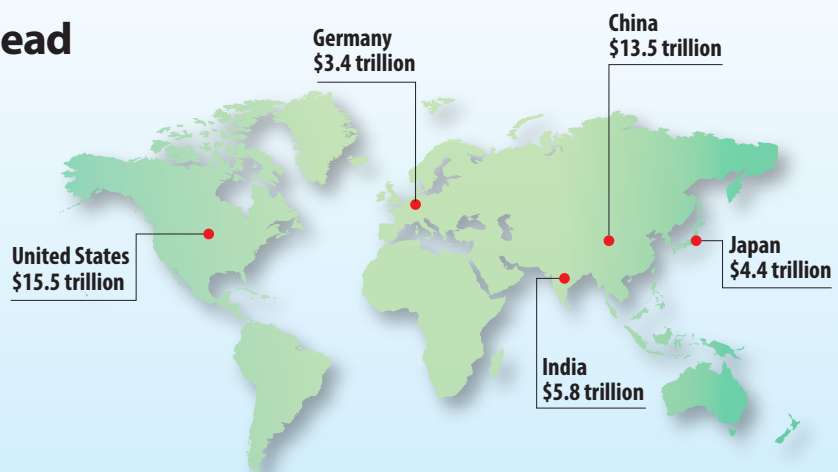 ead
Germany
$3.4 trillion
China
$13.5 trillion
United States
$15.5 trillion
Japan
$4.4 trillion
India
$5.8 trillion